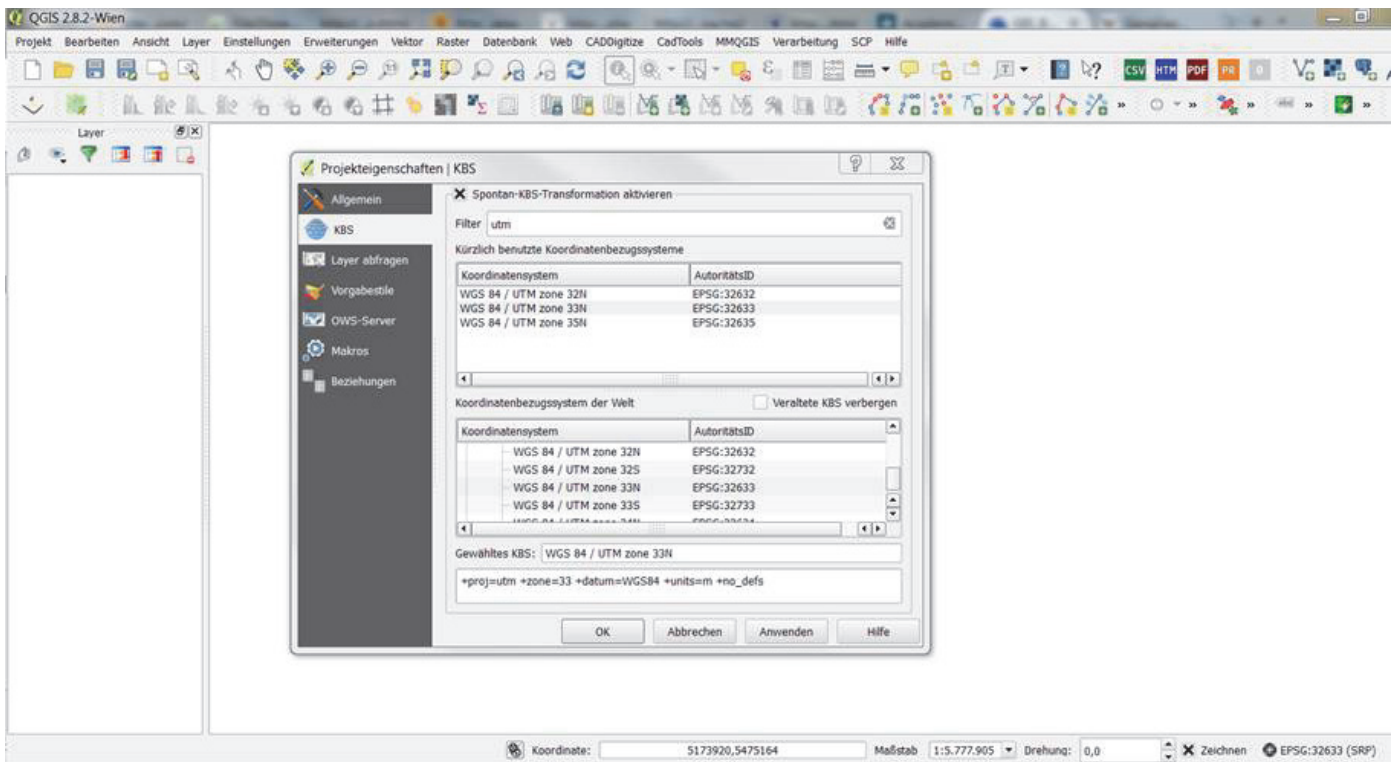 QGIS 2.8.2-Wien
Projekt Bearbeiten Ansicht Layer Einstellungen Erweiterungen Vektor Raster Datenbank Web CADDigitize CadTools MMQGIS Verarbeitung SCP Hilfe
CSV HTM PDF PR
Layer
Projekteigenschaften | KBS
Allgemein
KBS
Layer abfragen
Vorgabestile
OWS-Server
Makros
Beziehungen
Spontan-KBS-Transformation aktivieren
Filter utm
Kürzlich benutzte Koordinatenbezugssysteme
Koordinatensystem AutoritätsID
WGS 84 / UTM zone 32N EPSG:32632
WGS 84 / UTM zone 33N EPSG:32633
WGS 84 / UTM zone 35N EPSG:32635
Koordinatenbezugssystem der Welt Veraltete KBS verbergen
Koordinatensystem AutoritätsID
WGS 84 / UTM zone 32N EPSG:32632
WGS 84 / UTM zone 32S EPSG:32732
WGS 84 / UTM zone 33N EPSG:32633
WGS 84 / UTM zone 33S EPSG:32733
Gewähltes KBS: WGS 84 / UTM zone 33N
+proj=utm +zone=33 +datum=WGS84 +units=m +no_defs
OK Abbrechen Anwenden Hilfe
Koordinate: 5173920,5475164 Maßstab 1:5.777.905 Drehung: 0,0 Zeichnen EPSG:32633 (SRP)